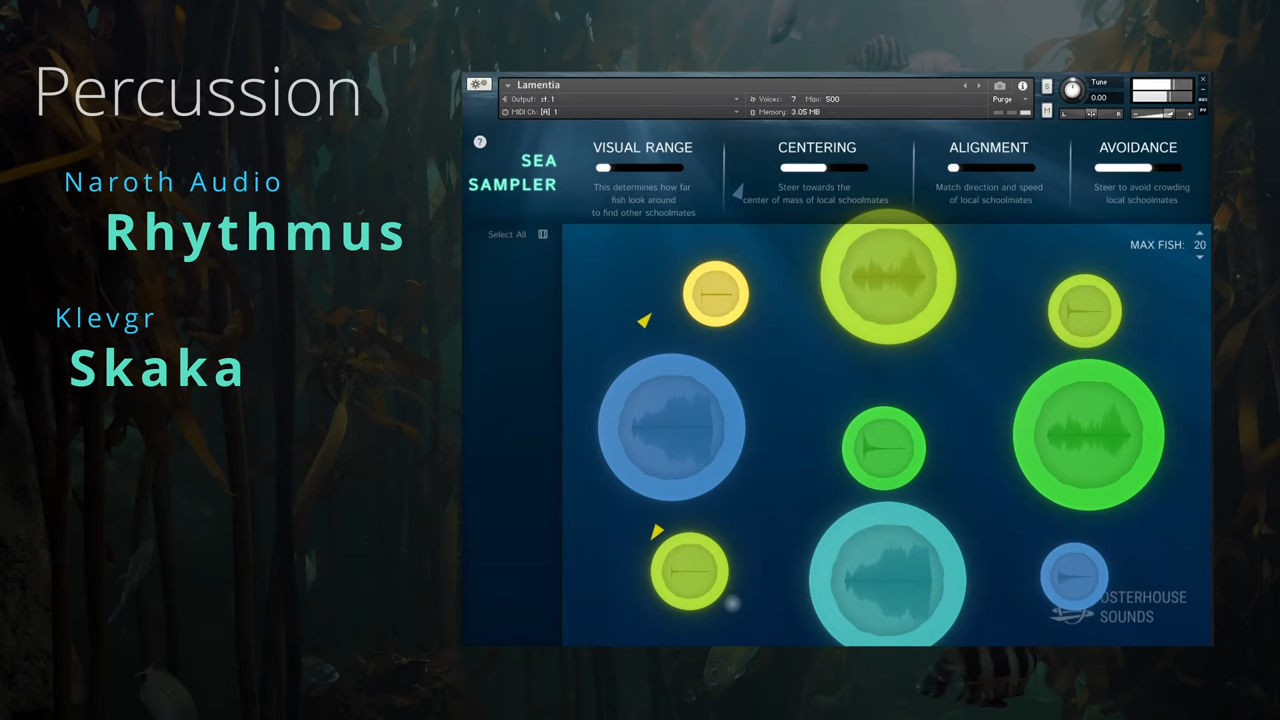 Percussion
Naroth Audio
Rhythmus
Klevgr
Skaka
Lamentia
Output: st. 1
Voices: 7 Max: 500
Purge
MIDI Ch: [A] 1
Memory: 3.05 MB
S
M
Tune
0.00
L R
?
SEA
SAMPLER
VISUAL RANGE
This determines how far
fish look around
to find other schoolmates
CENTERING
Steer towards the
center of mass of local schoolmates
ALIGNMENT
Match direction and speed
of local schoolmates
AVOIDANCE
Steer to avoid crowding
local schoolmates
Select All
MAX FISH: 20
OSTERHOUSE
SOUNDS